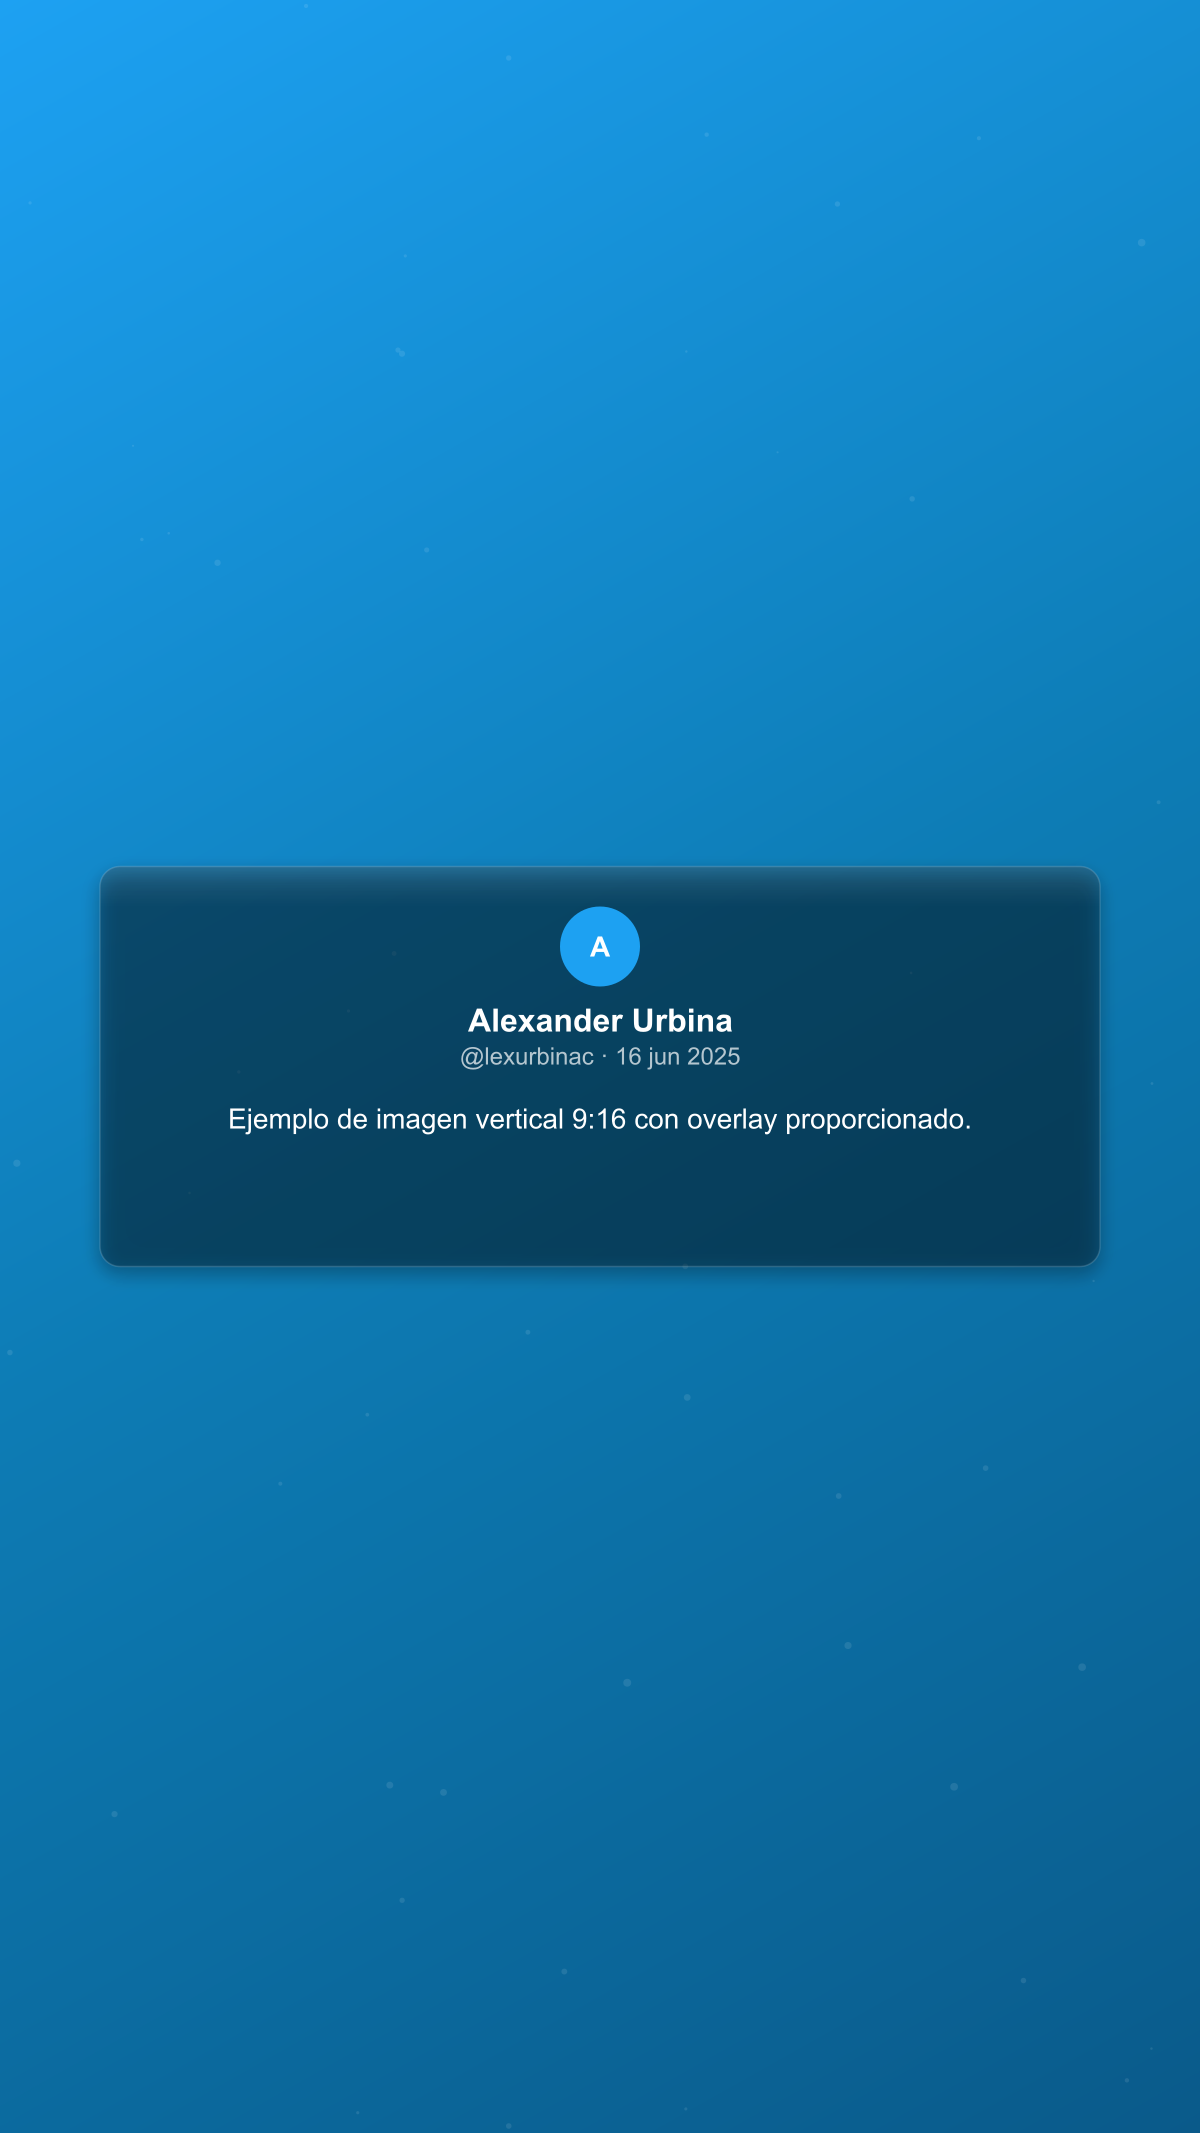 A
Alexander Urbina
@lexurbinac · 16 jun 2025
Ejemplo de imagen vertical 9:16 con overlay proporcionado.